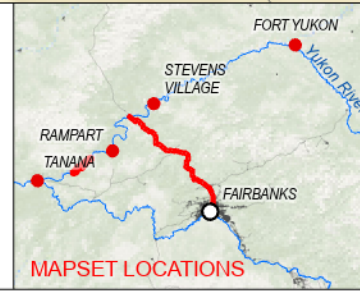 FORT YUKON
Yukon River
STEVENS
VILLAGE
RAMPART
TANANA
FAIRBANKS
MAPSET LOCATIONS